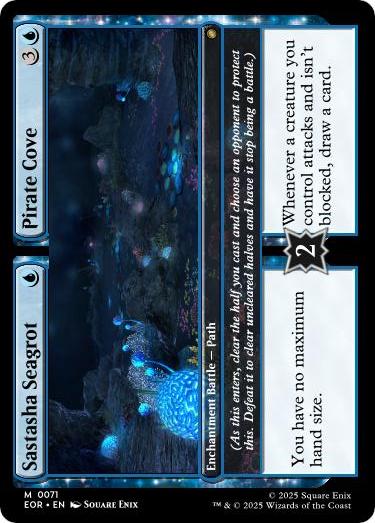 Sastasha Seagrot
Pirate Cove 3
Enchantment Battle — Path
(As this enters, clear the half you cast and choose an opponent to protect
this. Defeat it to clear uncleared halves and have it stop being a battle.)
You have no maximum
hand size.
2
Whenever a creature you
control attacks and isn't
blocked, draw a card.
M 0071
EOR • EN SQUARE ENIX
© 2025 Square Enix
™ & © 2025 Wizards of the Coast